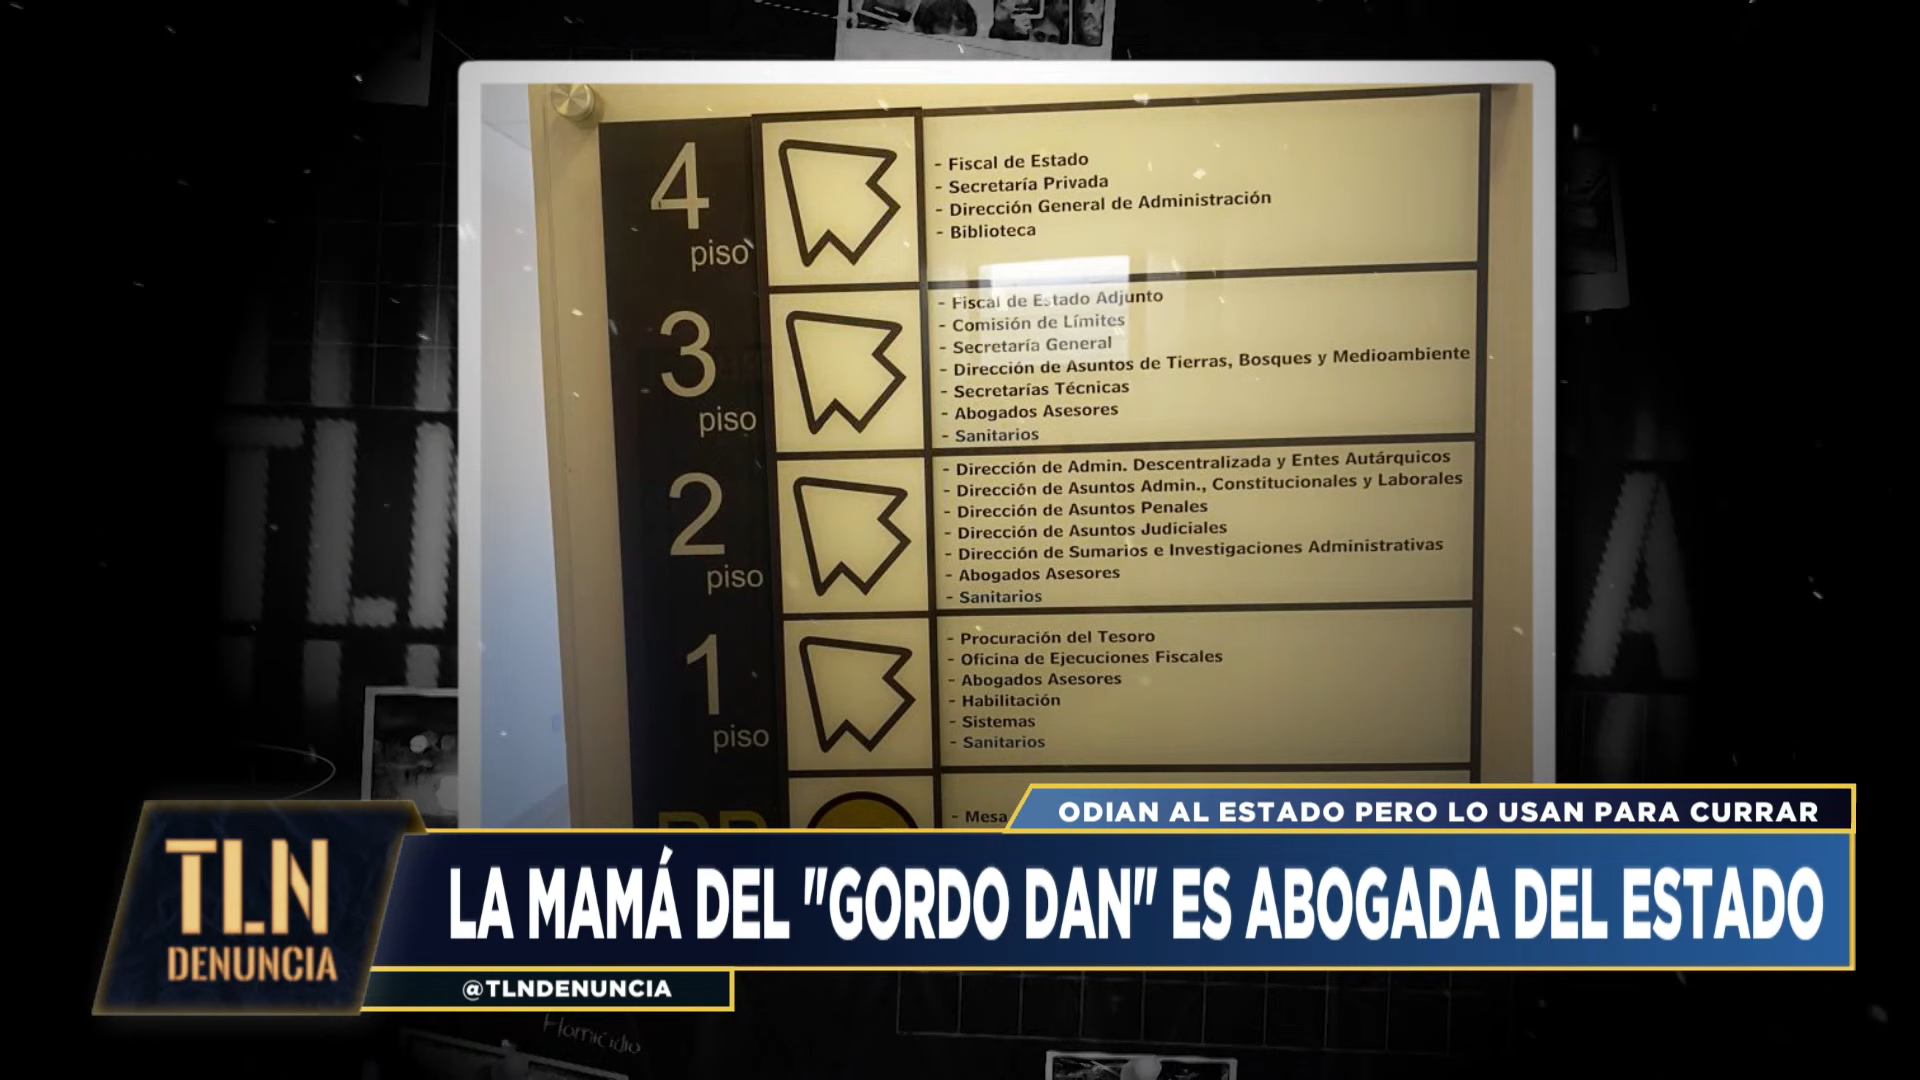 4
piso
- Fiscal de Estado
- Secretaría Privada
- Dirección General de Administración
- Biblioteca
3
piso
- Fiscal de Estado Adjunto
- Comisión de Límites
- Secretaría General
- Dirección de Asuntos de Tierras, Bosques y Medioambiente
- Secretarías Técnicas
- Abogados Asesores
- Sanitarios
2
piso
- Dirección de Admin. Descentralizada y Entes Autárquicos
- Dirección de Asuntos Admin., Constitucionales y Laborales
- Dirección de Asuntos Penales
- Dirección de Asuntos Judiciales
- Dirección de Sumarios e Investigaciones Administrativas
- Abogados Asesores
- Sanitarios
1
piso
- Procuración del Tesoro
- Oficina de Ejecuciones Fiscales
- Abogados Asesores
- Habilitación
- Sistemas
- Sanitarios
- Mesa
ODIAN AL ESTADO PERO LO USAN PARA CURRAR
TLN
DENUNCIA
LA MAMÁ DEL "GORDO DAN" ES ABOGADA DEL ESTADO
@TLNDENUNCIA
Homicidio